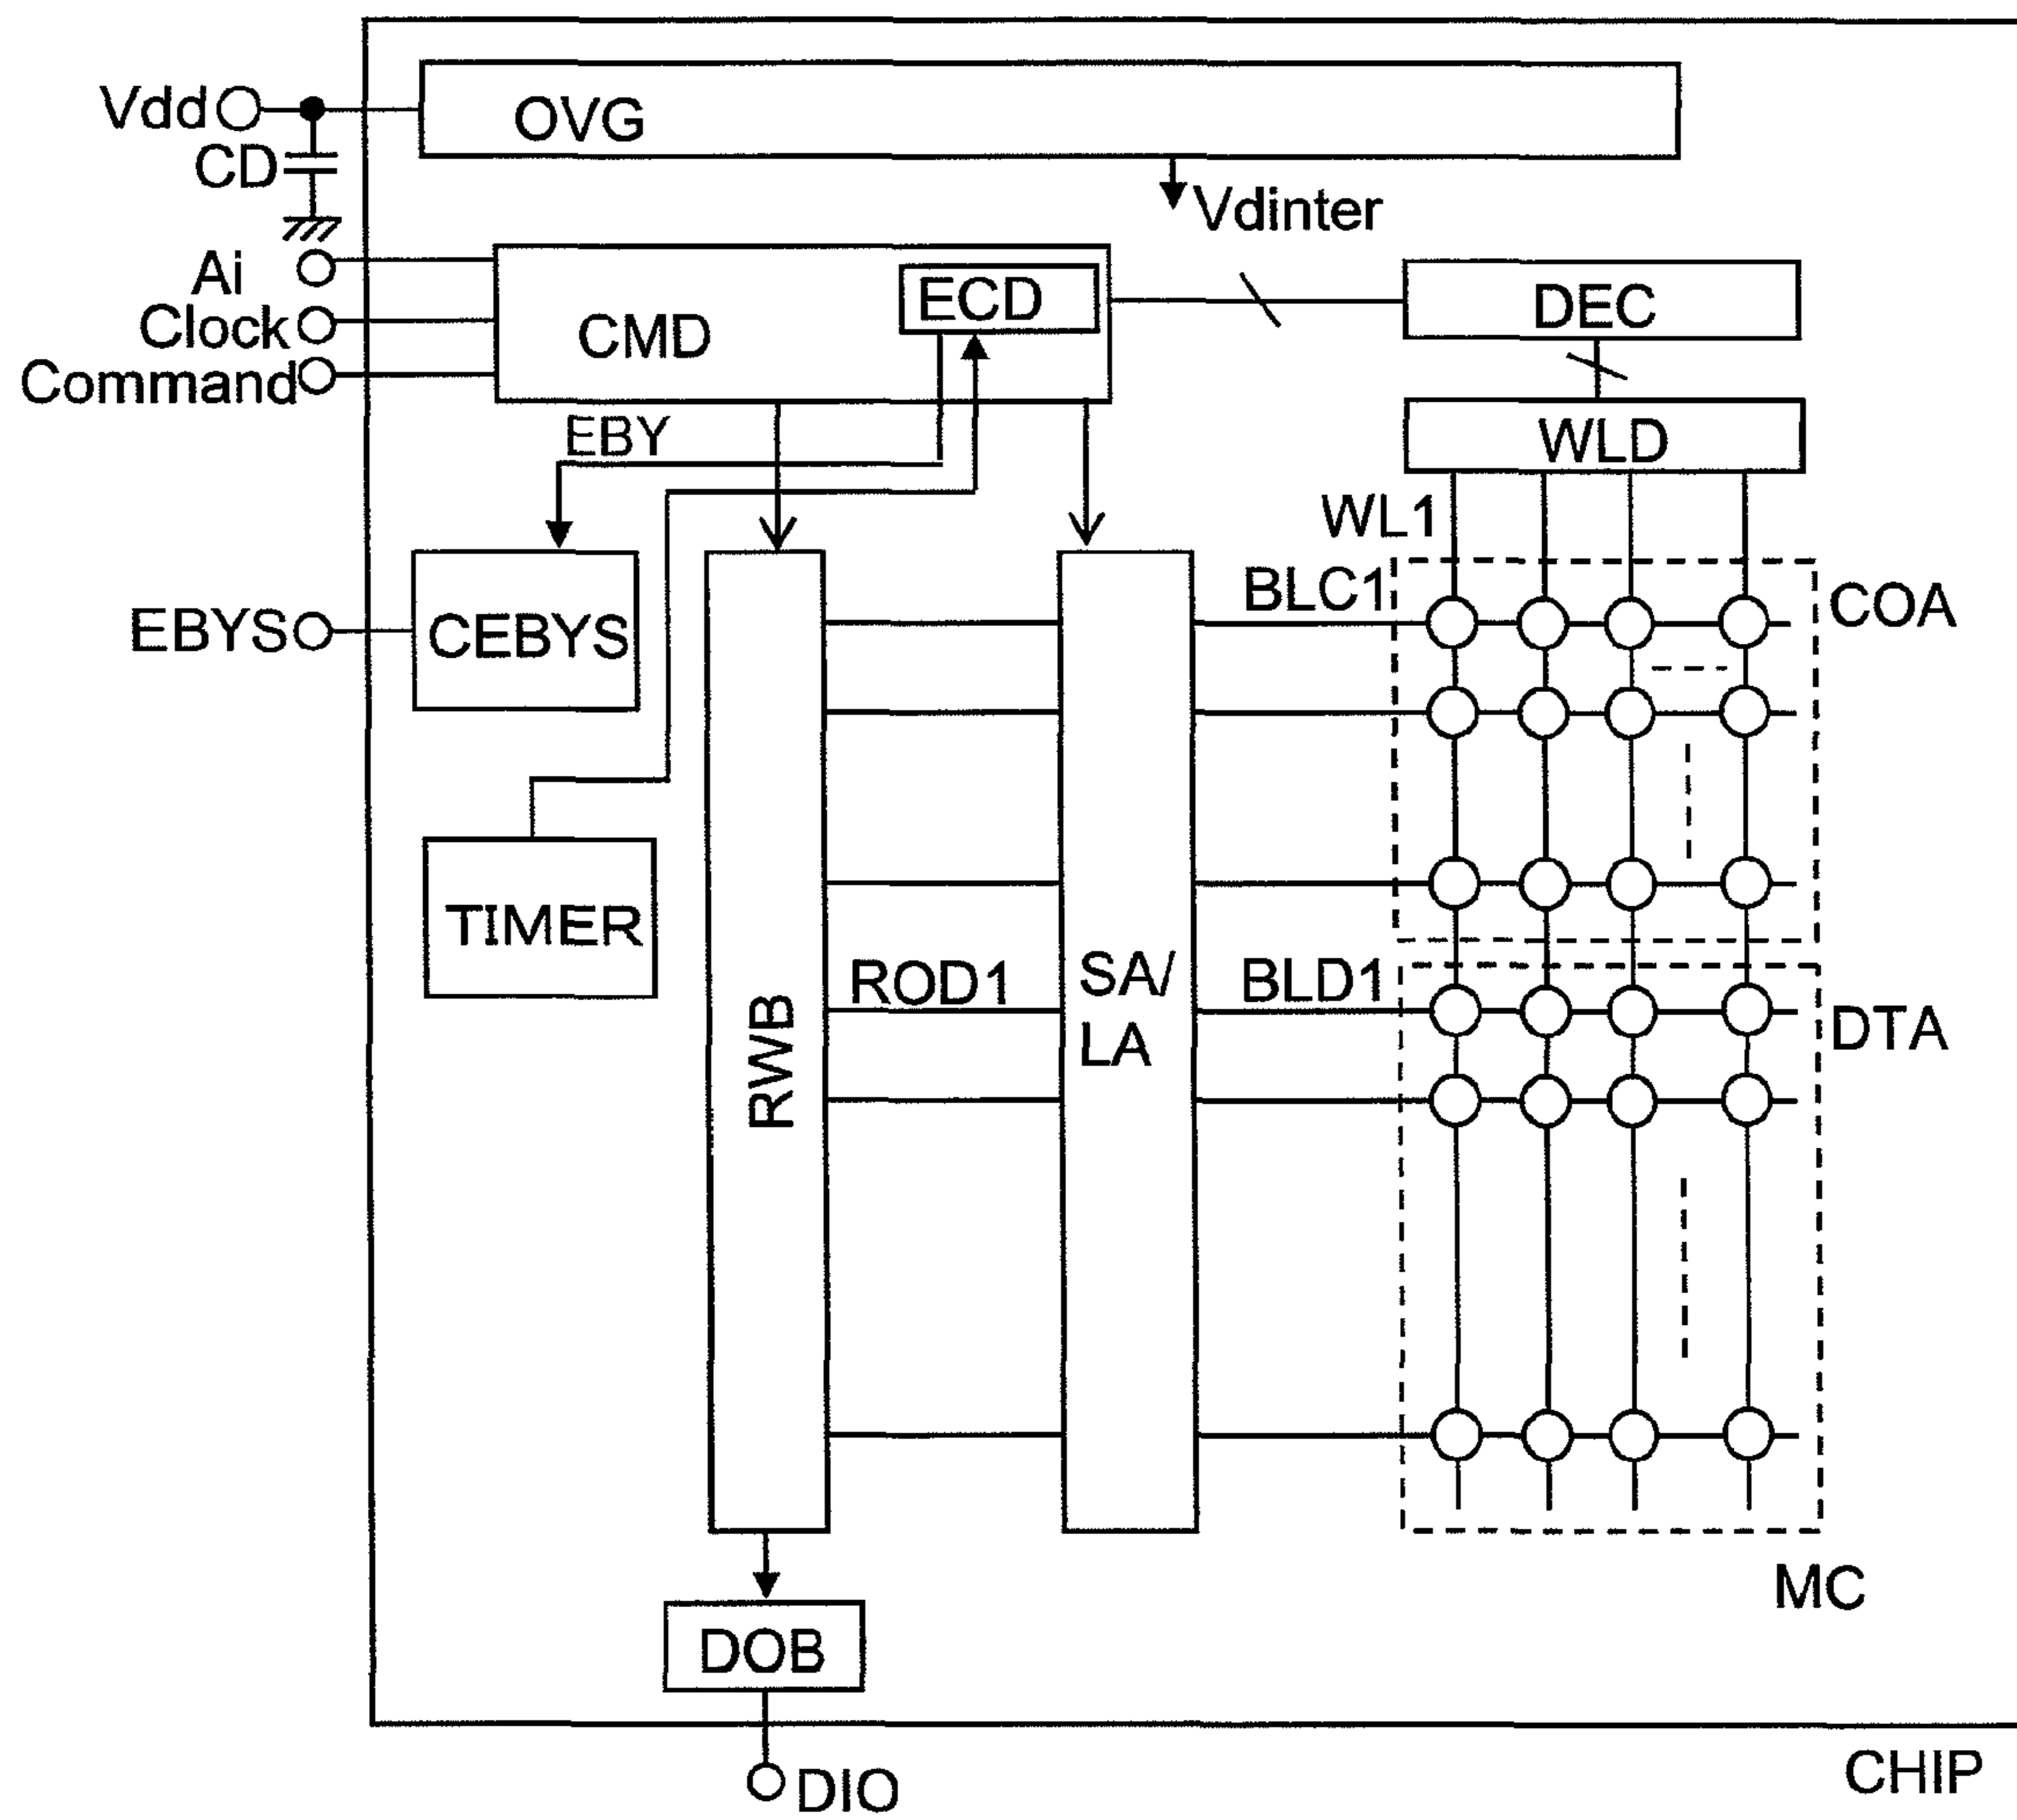 Vdd
OVG
CD
Vdinter
Ai
ECD
DEC
Clock
CMD
Command
EBY
WLD
WL1
BLC1
COA
EBYS
CEBYS
TIMER
SA/
LA
ROD1
BLD1
DTA
RWB
MC
DOB
CHIP
DIO